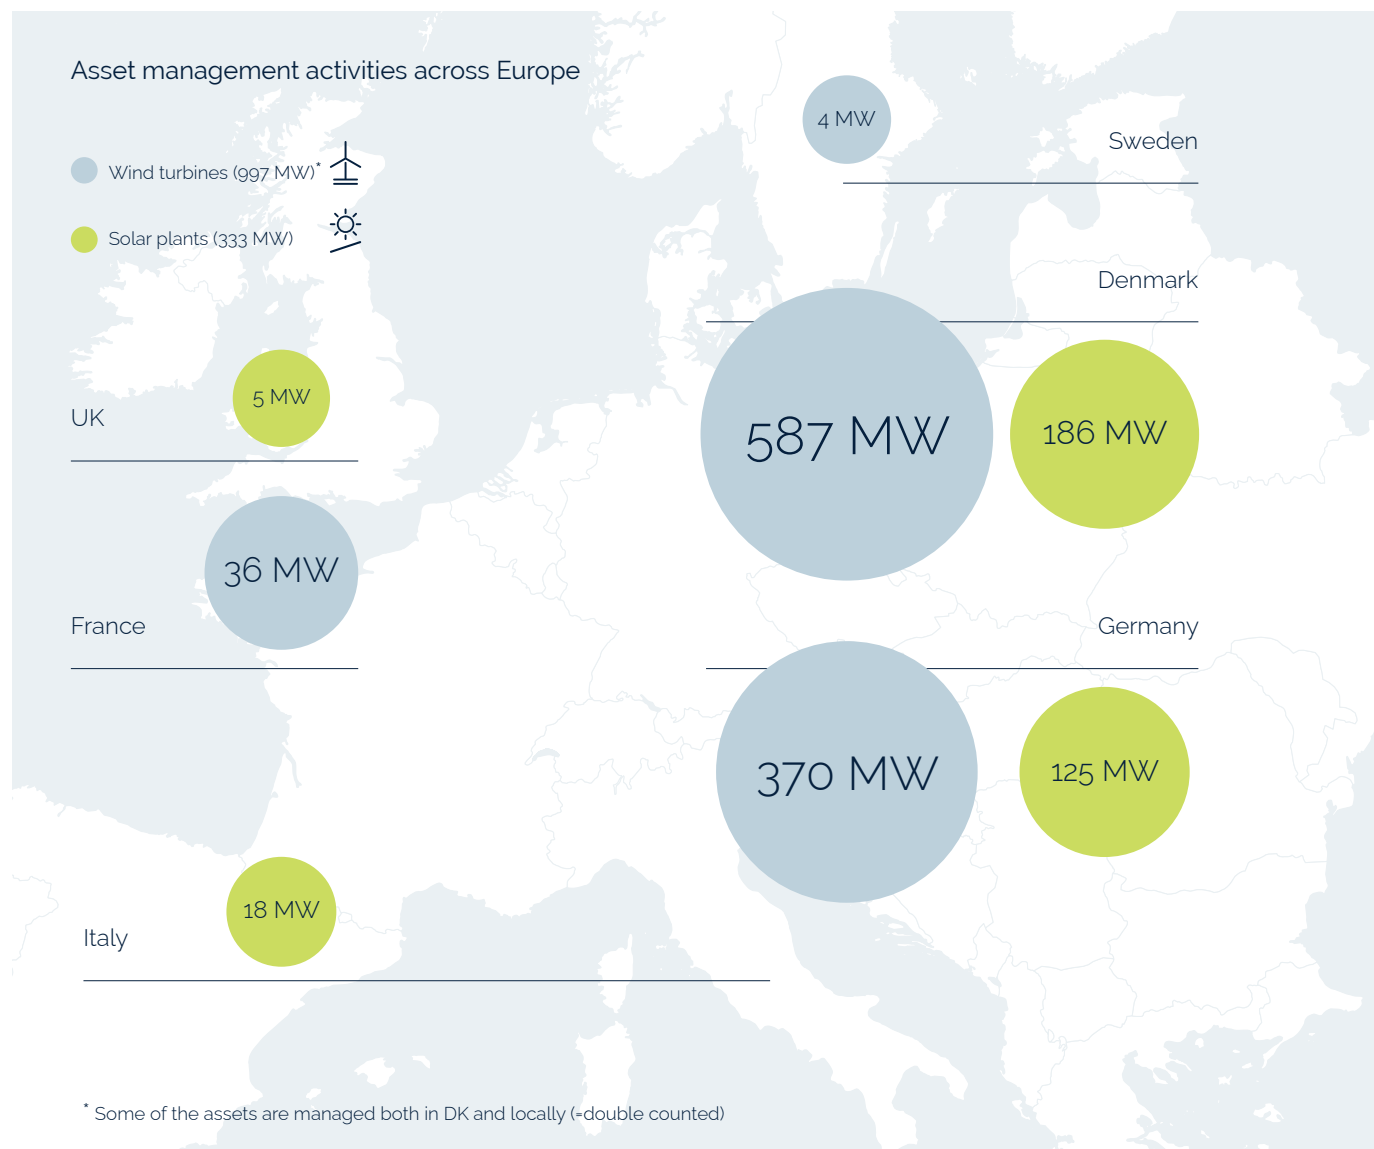 Asset management activities across Europe
Wind turbines (997 MW)*
Solar plants (333 MW)
4 MW
Sweden
Denmark
587 MW
186 MW
5 MW
UK
36 MW
France
Germany
370 MW
125 MW
18 MW
Italy
* Some of the assets are managed both in DK and locally (=double counted)